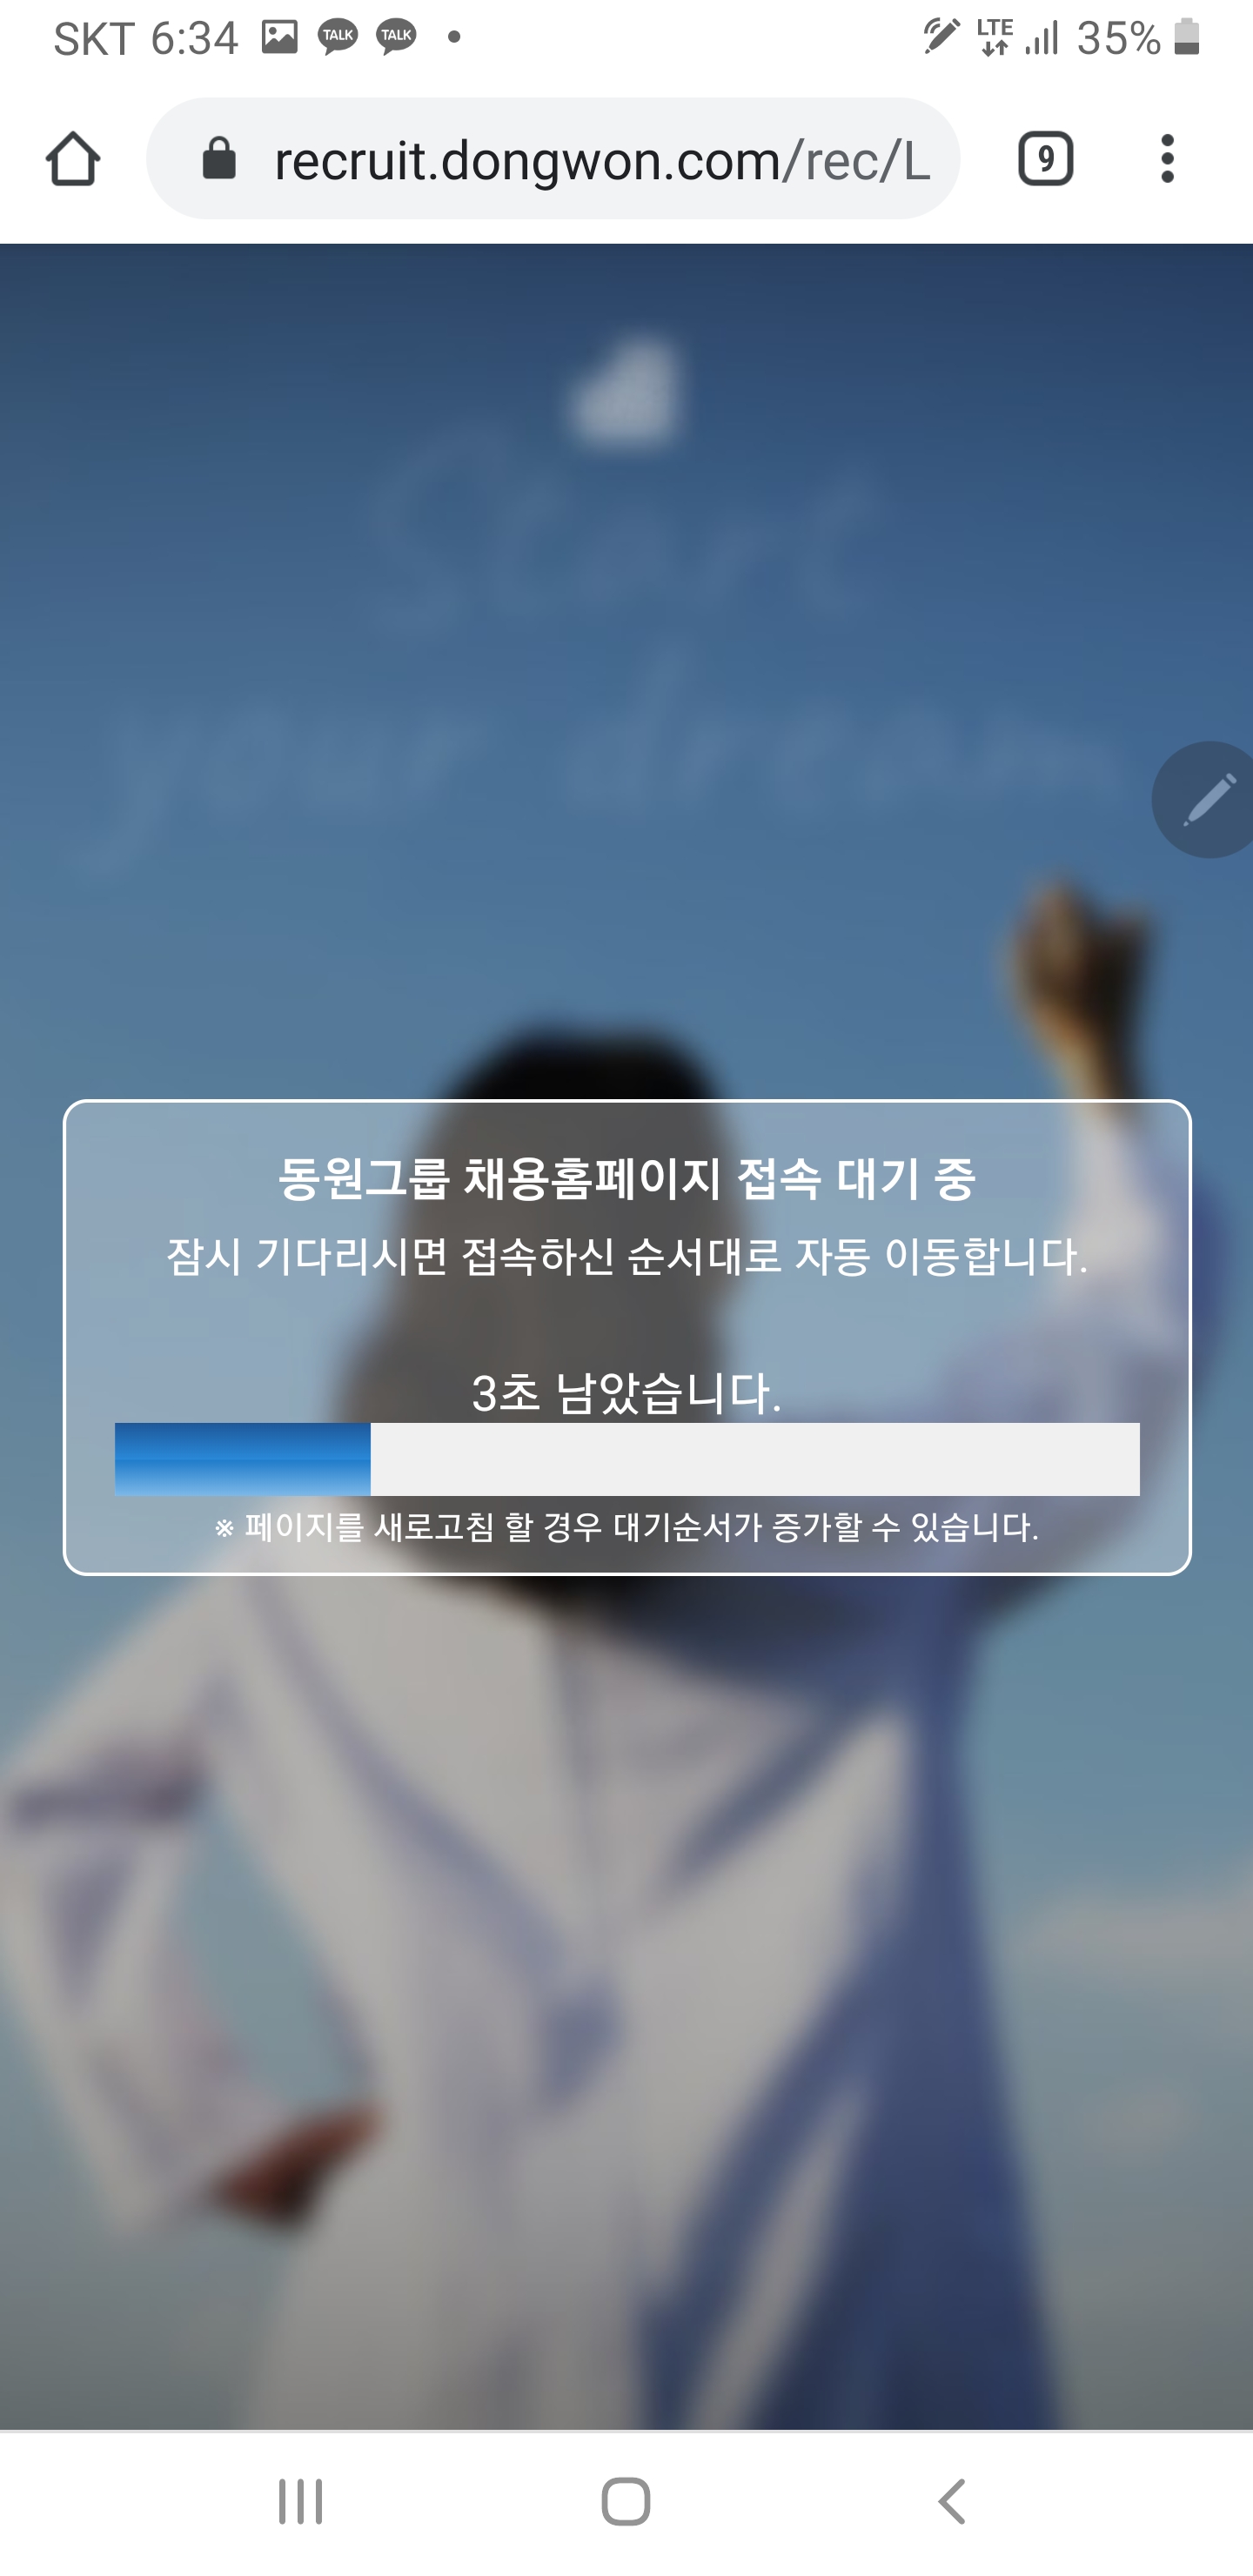 SKT 6:34 TALK TALK LTE 35%
recruit.dongwon.com/rec/L 9
Start
your dream
동원그룹 채용홈페이지 접속 대기 중
잠시 기다리시면 접속하신 순서대로 자동 이동합니다.
3초 남았습니다.
※ 페이지를 새로고침 할 경우 대기순서가 증가할 수 있습니다.